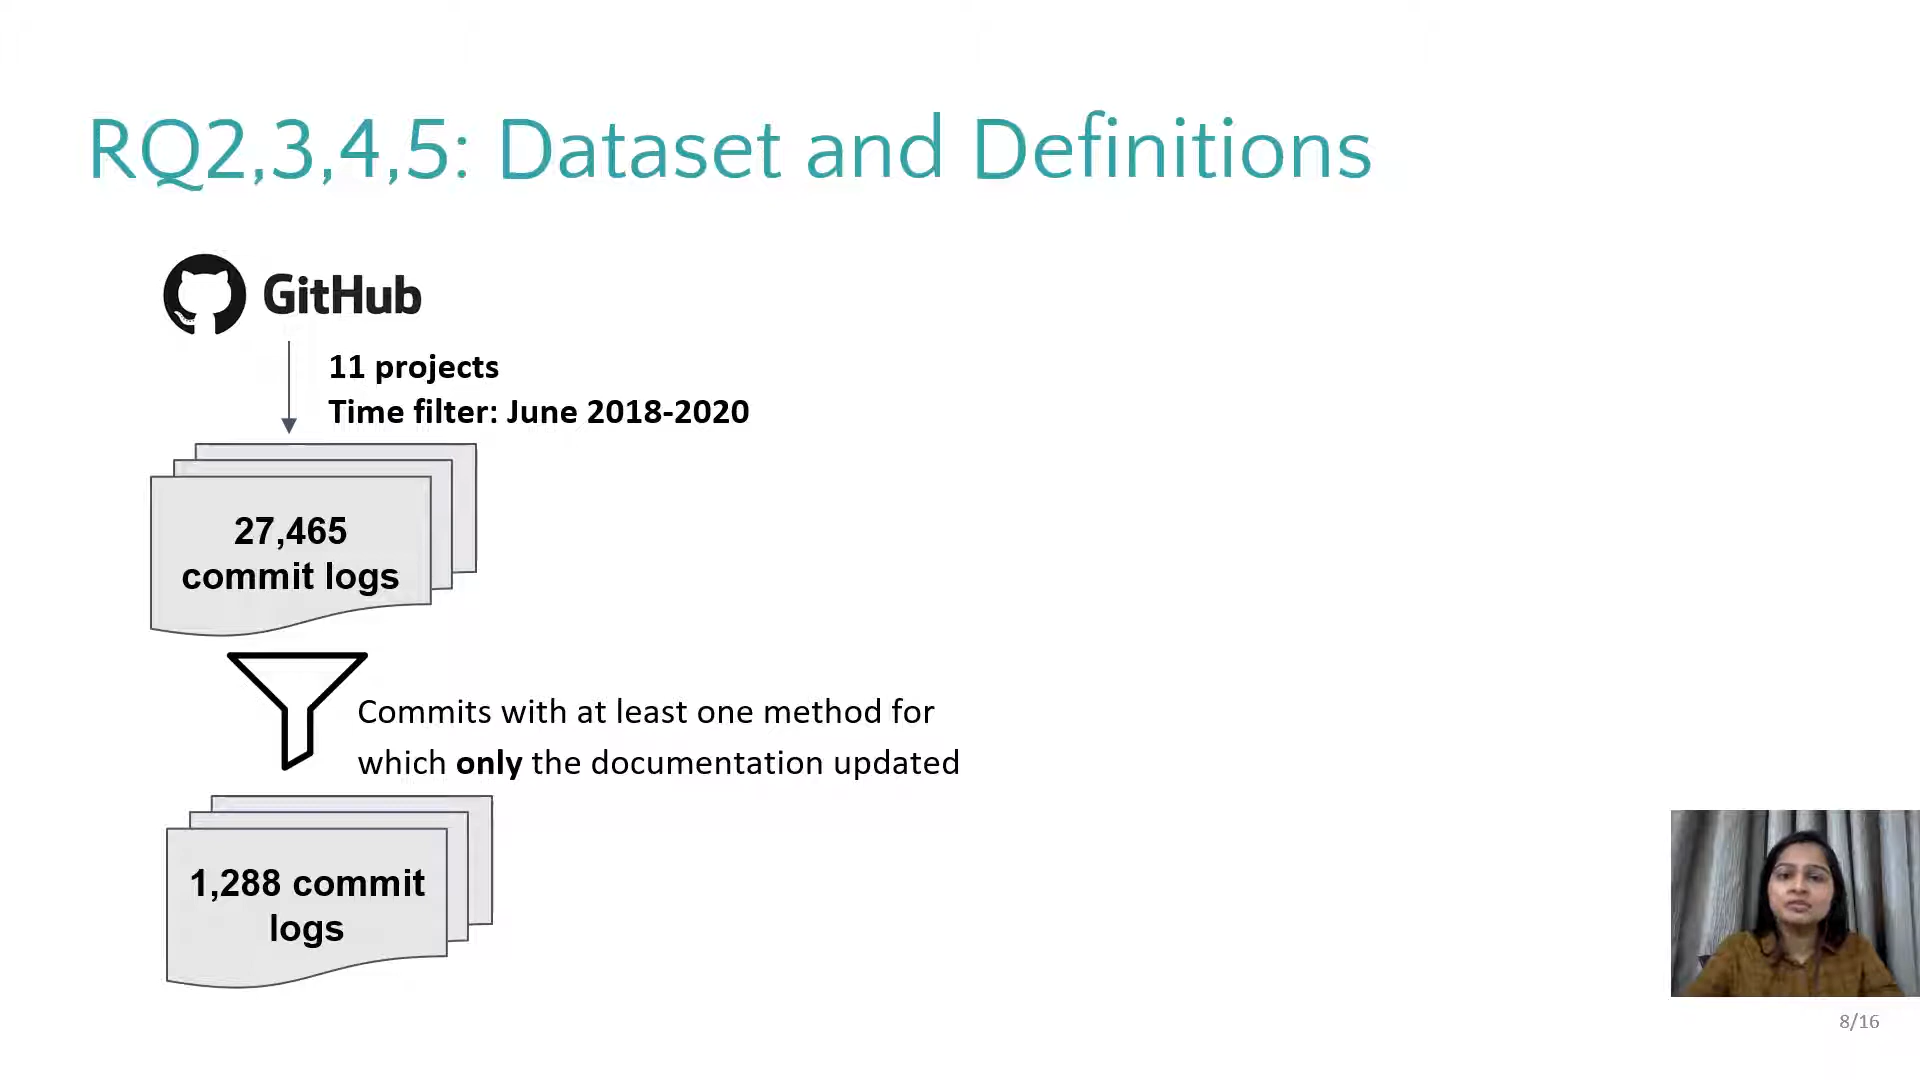 RQ2,3,4,5: Dataset and Definitions
GitHub
11 projects
Time filter: June 2018-2020
27,465
commit logs
Commits with at least one method for
which only the documentation updated
1,288 commit
logs
8/16